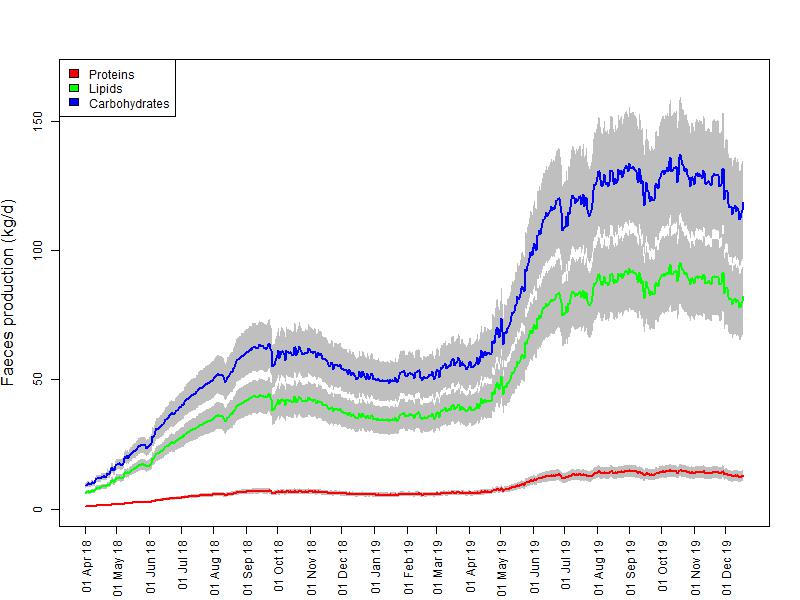 Proteins
Lipids
Carbohydrates
Faeces production (kg/d)
150
100
50
0
01 Apr 18
01 May 18
01 Jun 18
01 Jul 18
01 Aug 18
01 Sep 18
01 Oct 18
01 Nov 18
01 Dec 18
01 Jan 19
01 Feb 19
01 Mar 19
01 Apr 19
01 May 19
01 Jun 19
01 Jul 19
01 Aug 19
01 Sep 19
01 Oct 19
01 Nov 19
01 Dec 19